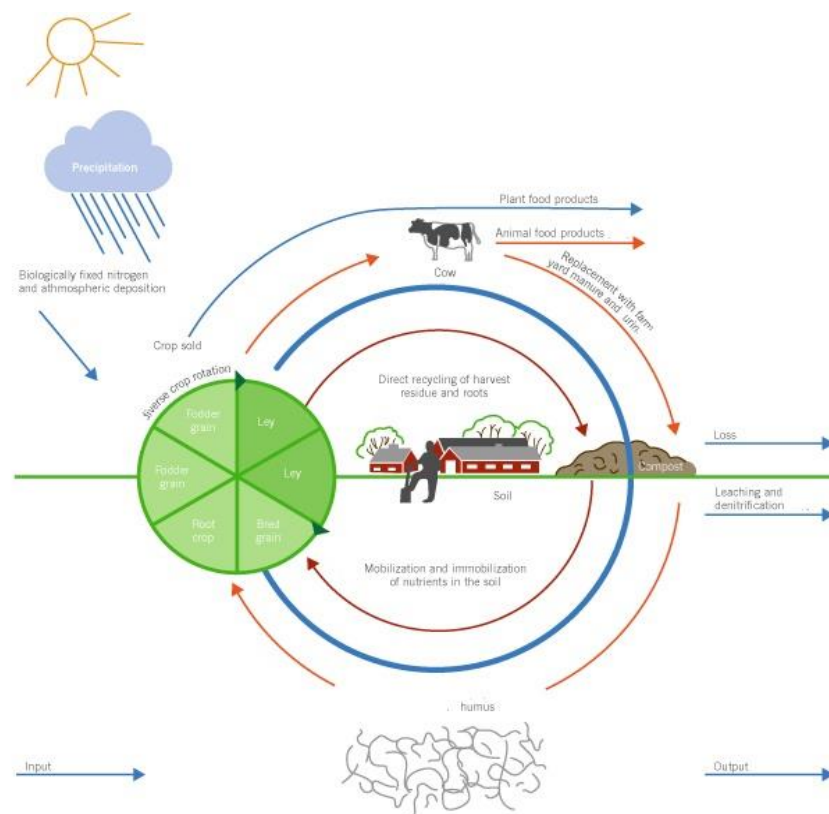 Precipitation
Plant food products
Animal food products
Cow
Replacement with farm
yard manure and urin.
Biologically fixed nitrogen
and athmospheric deposition
Crop sold
iverse crop rotation
Fodder
grain
Ley
Fodder
grain
Ley
Root
crop
Bred
grain
Direct recycling of harvest
residue and roots
Soil
Compost
Loss
Leaching and
denitrification
Mobilization and immobilization
of nutrients in the soil
humus
Input
Output